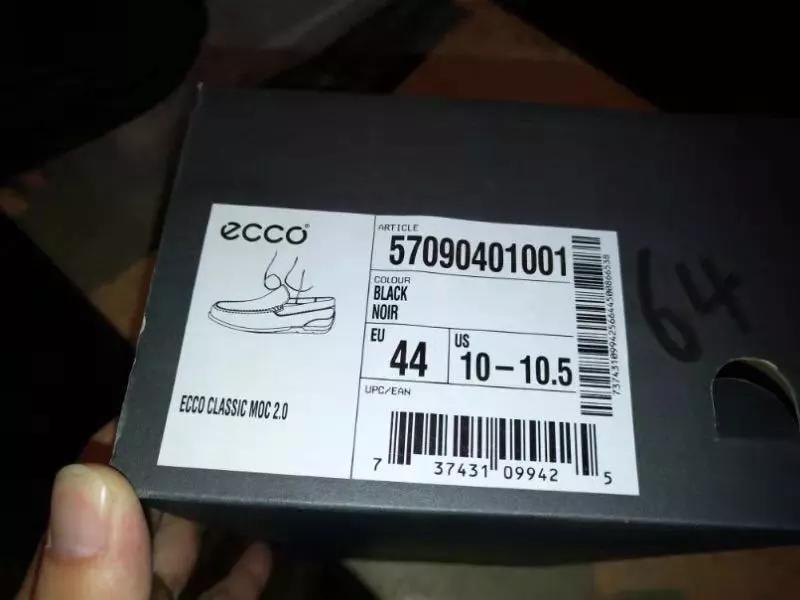 ecco
ARTICLE
57090401001
COLOUR
BLACK
NOIR
EU
44
US
10-10.5
UPC/EAN
ECCO CLASSIC MOC 2.0
7 37431 09942 5
64